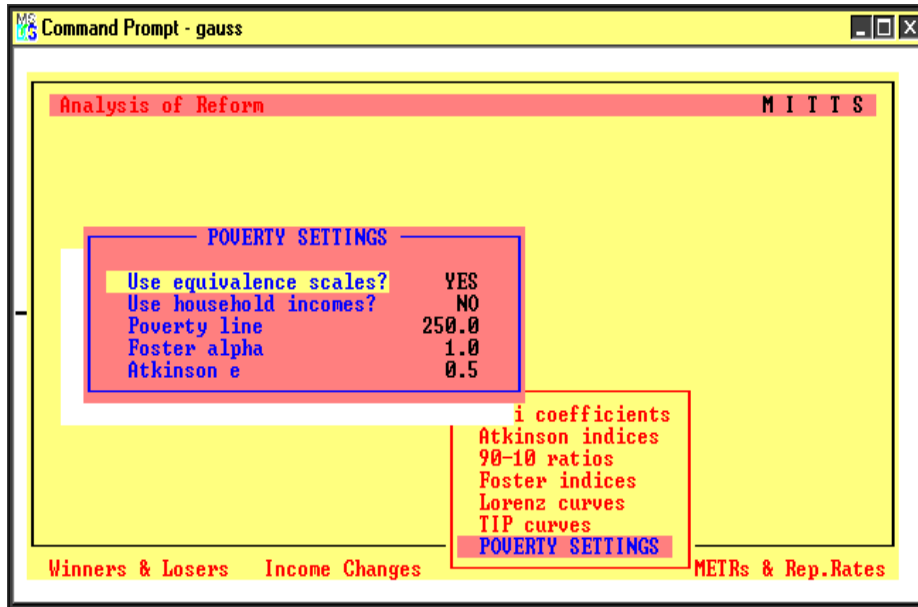 Command Prompt - gauss
Analysis of Reform M I T T S
POVERTY SETTINGS
Use equivalence scales? YES
Use household incomes? NO
Poverty line 250.0
Foster alpha 1.0
Atkinson e 0.5
i coefficients
Atkinson indices
90-10 ratios
Foster indices
Lorenz curves
TIP curves
POVERTY SETTINGS
Winners & Losers Income Changes METRs & Rep.Rates